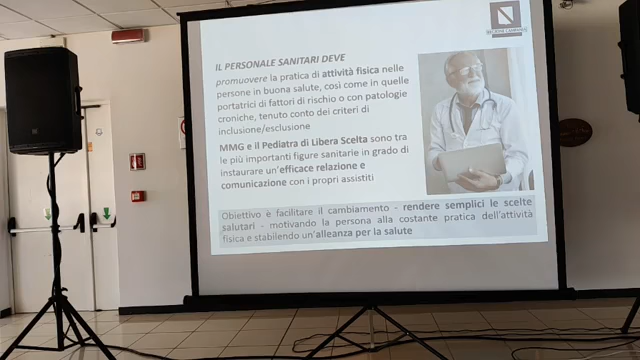 REGIONE CAMPANIA
IL PERSONALE SANITARI DEVE
promuovere la pratica di attività fisica nelle
persone in buona salute, così come in quelle
portatrici di fattori di rischio o con patologie
croniche, tenuto conto dei criteri di
inclusione/esclusione
MMG e il Pediatra di Libera Scelta sono tra
le più importanti figure sanitarie in grado di
instaurare un'efficace relazione e
comunicazione con i propri assistiti
Obiettivo è facilitare il cambiamento - rendere semplici le scelte
salutari - motivando la persona alla costante pratica dell'attività
fisica e stabilendo un'alleanza per la salute